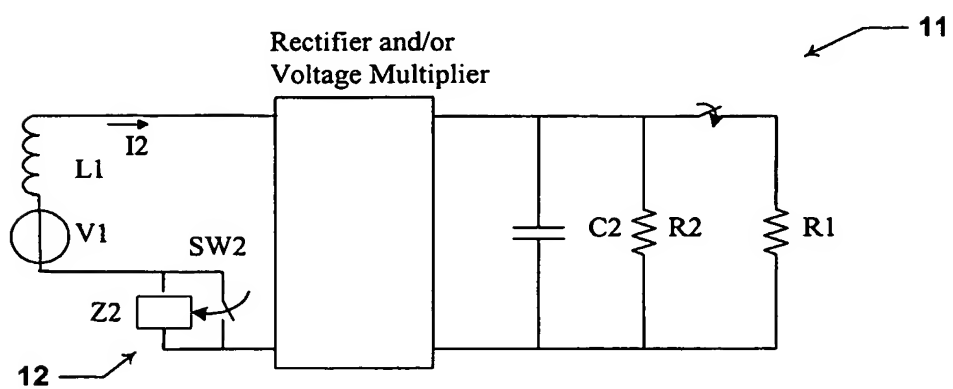 11
Rectifier and/or
Voltage Multiplier
I2
L1
V1
SW2
C2
R2
R1
Z2
12